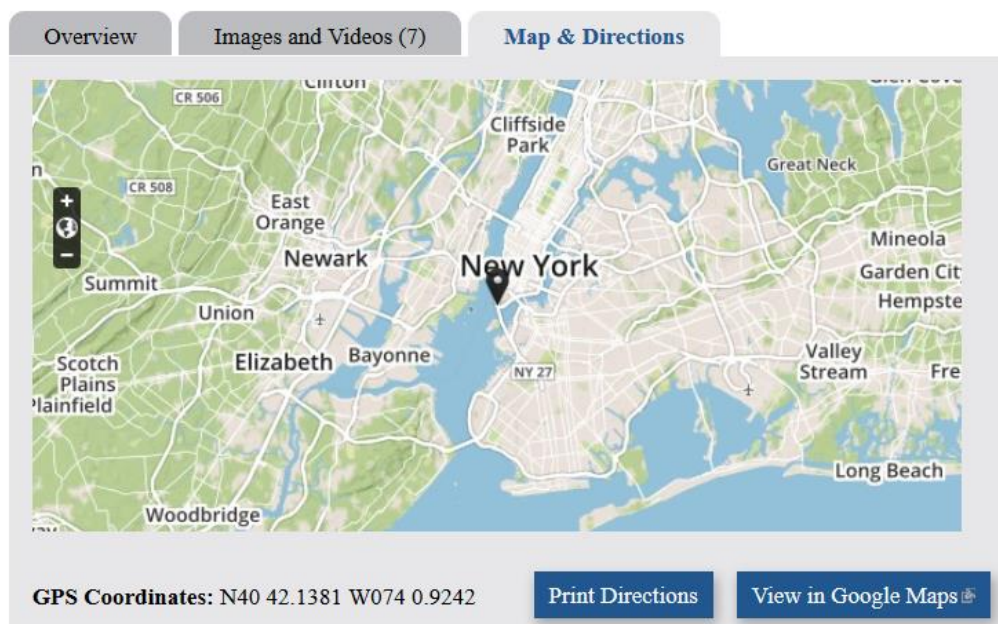 Overview
Images and Videos (7)
Map & Directions
Clifton
CR 506
Cliffside
Park
Great Neck
CR 508
East
Orange
Newark
New York
Mineola
Garden Cit
Hempste
Summit
Union
Elizabeth
Bayonne
NY 27
Valley
Stream
Fre
Scotch
Plains
Plainfield
Long Beach
Woodbridge
GPS Coordinates: N40 42.1381 W074 0.9242
Print Directions
View in Google Maps